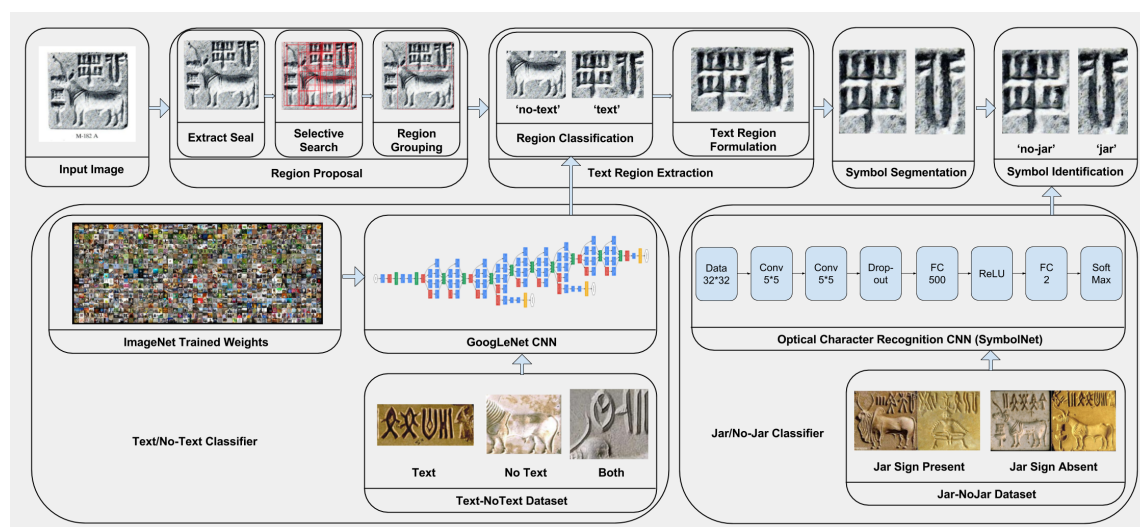 M-182 A
Input Image
Extract Seal
Selective
Search
Region
Grouping
Region Proposal
'no-text'
'text'
Region Classification
Text Region
Formulation
Text Region Extraction
Symbol Segmentation
'no-jar'
'jar'
Symbol Identification
ImageNet Trained Weights
GoogLeNet CNN
Text/No-Text Classifier
Text
No Text
Both
Text-NoText Dataset
Data
32*32
Conv
5*5
Conv
5*5
Drop-
out
FC
500
ReLU
FC
2
Soft
Max
Optical Character Recognition CNN (SymbolNet)
Jar/No-Jar Classifier
Jar Sign Present
Jar Sign Absent
Jar-NoJar Dataset